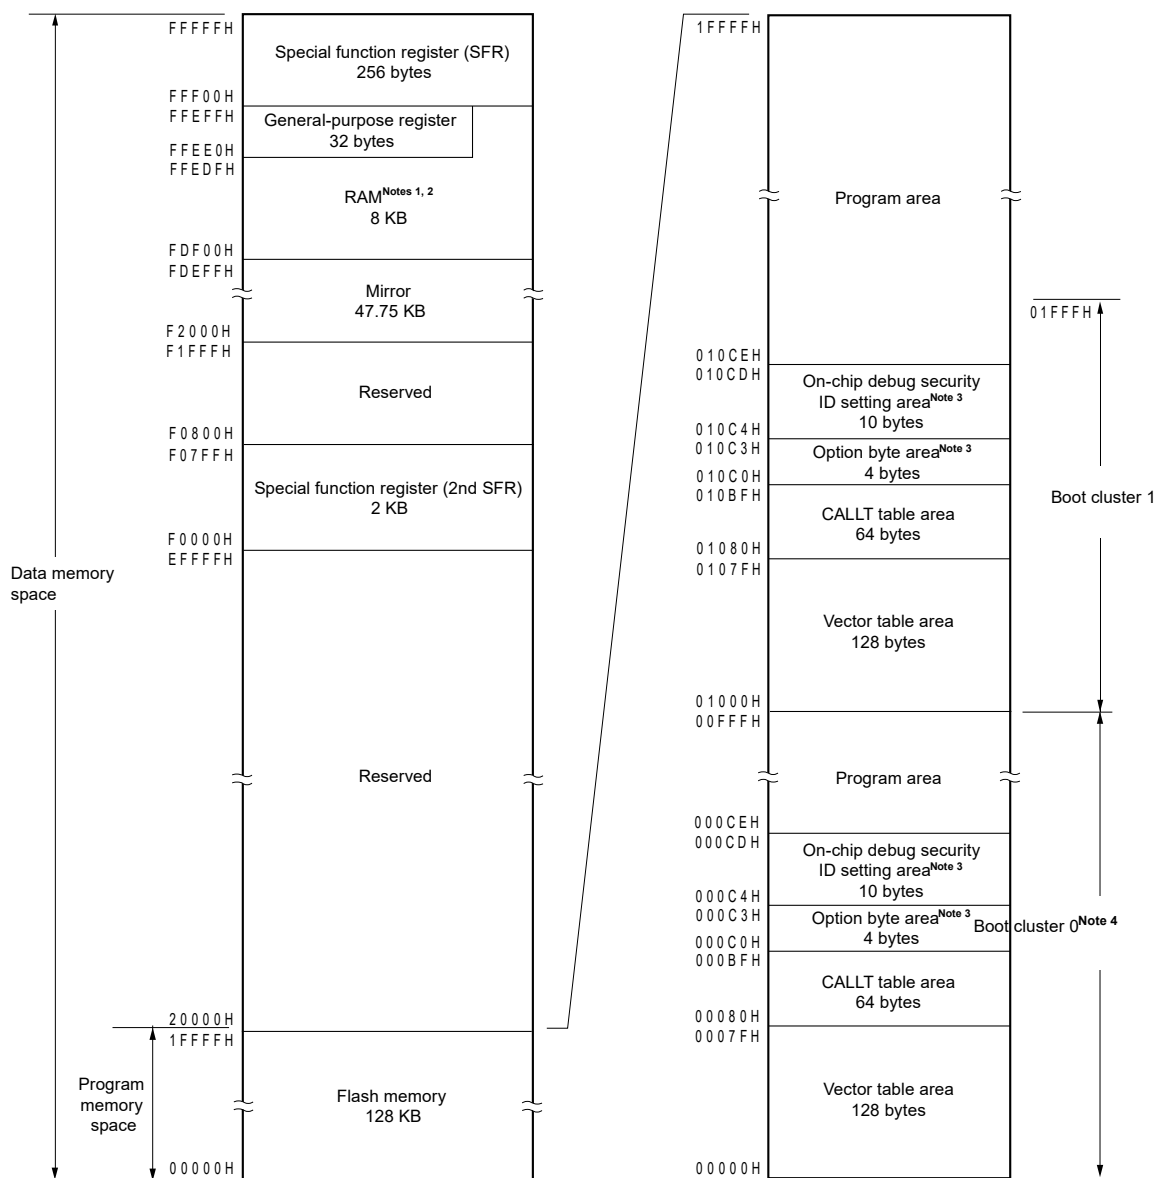 FFFFFH
Special function register (SFR)
256 bytes
FFF00H
FFEFFH
General-purpose register
32 bytes
FFEE0H
FFEDFH
RAMNotes 1, 2
8 KB
FDF00H
FDEFFH
Mirror
47.75 KB
F2000H
F1FFFH
Reserved
F0800H
F07FFH
Special function register (2nd SFR)
2 KB
F0000H
EFFFFH
Data memory
space
Reserved
20000H
1FFFFH
Program
memory
space
Flash memory
128 KB
00000H
1FFFFH
Program area
01FFFH
010CEH
010CDH
On-chip debug security
ID setting areaNote 3
10 bytes
010C4H
010C3H
Option byte areaNote 3
4 bytes
010C0H
010BFH
Boot cluster 1
CALLT table area
64 bytes
01080H
0107FH
Vector table area
128 bytes
01000H
00FFFH
Program area
000CEH
000CDH
On-chip debug security
ID setting areaNote 3
10 bytes
000C4H
000C3H
Option byte areaNote 3
4 bytes
Boot cluster 0Note 4
000C0H
000BFH
CALLT table area
64 bytes
00080H
0007FH
Vector table area
128 bytes
00000H